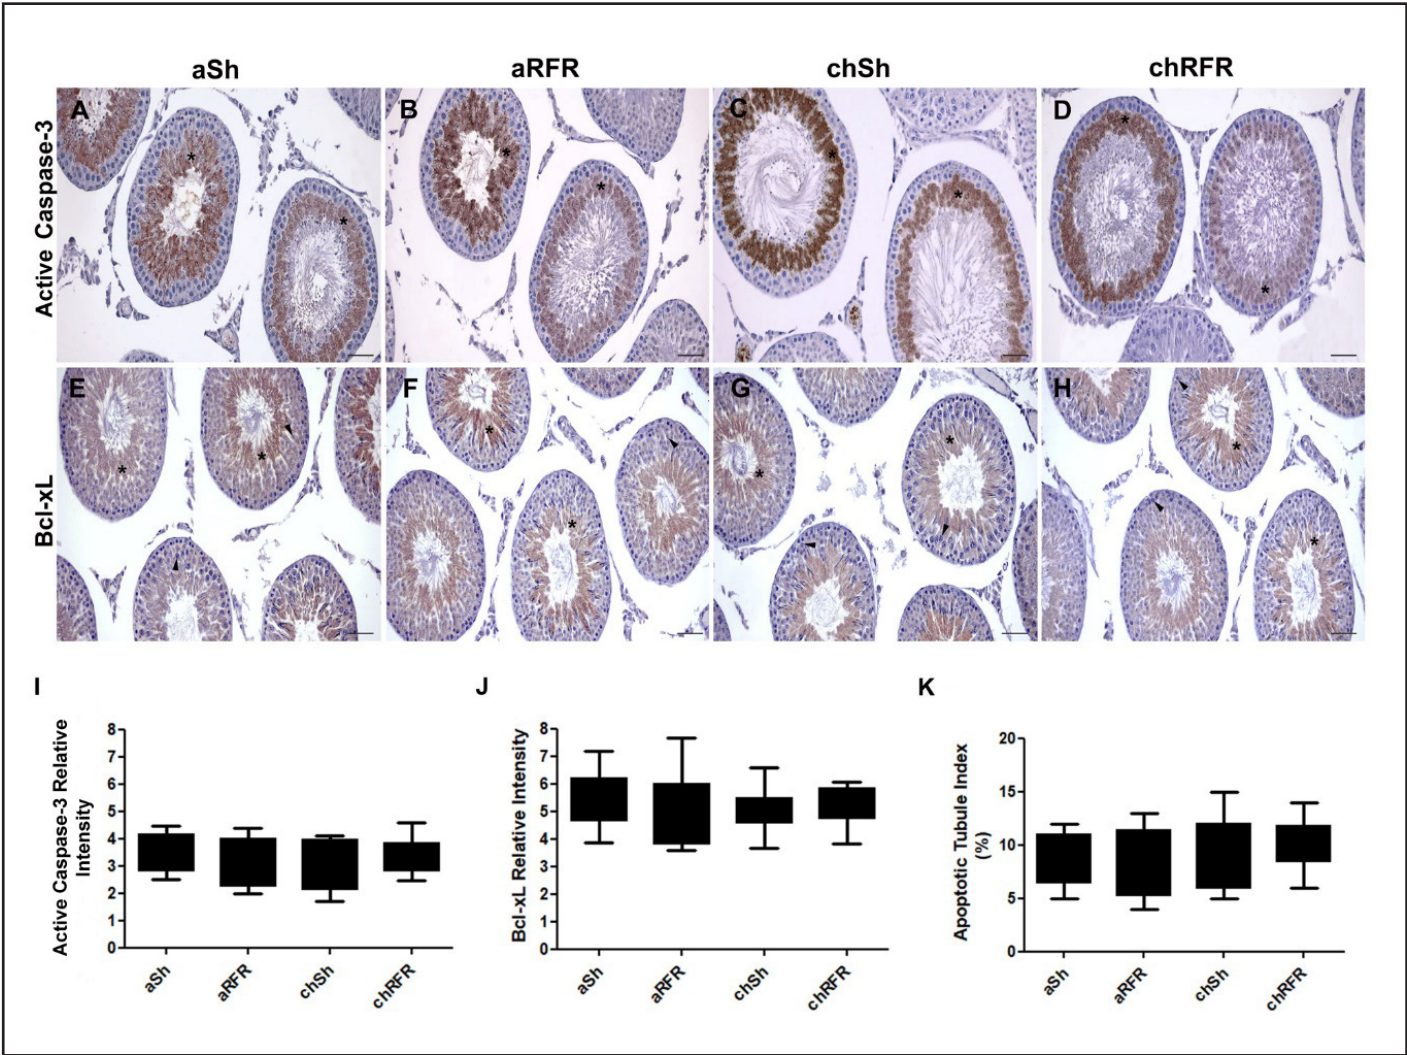 aSh aRFR chSh chRFR
Active Caspase-3
A B C D
* * * * * * * *
Bcl-xL
E F G H
* * * * * * * *
I J K
Active Caspase-3 Relative
Intensity
8
7
6
5
4
3
2
1
0
aSh aRFR chSh chRFR
Bcl-xL Relative Intensity
8
7
6
5
4
3
2
1
0
aSh aRFR chSh chRFR
Apoptotic Tubule Index
(%)
20
15
10
5
0
aSh aRFR chSh chRFR